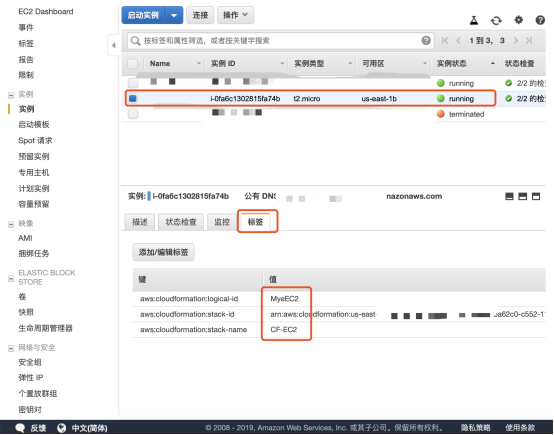 EC2 Dashboard
事件
标签
报告
限制
实例
实例
启动模板
Spot 请求
预留实例
专用主机
计划实例
容量预留
映像
AMI
捆绑任务
ELASTIC BLOCK
STORE
卷
快照
生命周期管理器
网络与安全
安全组
弹性 IP
个置放群组
密钥对
启动实例 连接 操作
按标签和属性筛选，或者按关键字搜索 1 到 3， 3
Name 实例 ID 实例类型 可用区 实例状态 状态检查
running 2/2 的检
i-0fa6c1302815fa74b t2.micro us-east-1b running 2/2 的检
terminated
实例: i-0fa6c1302815fa74b 公有 DNS nazonaws.com
描述 状态检查 监控 标签
添加/编辑标签
键 值
aws:cloudformation:logical-id MyeEC2
aws:cloudformation:stack-id arn:aws:cloudformation:us-east- a62c0-c552-11
aws:cloudformation:stack-name CF-EC2
反馈 中文(简体) © 2008 - 2019, Amazon Web Services, Inc. 或其子公司。保留所有权利。 隐私策略 使用条款